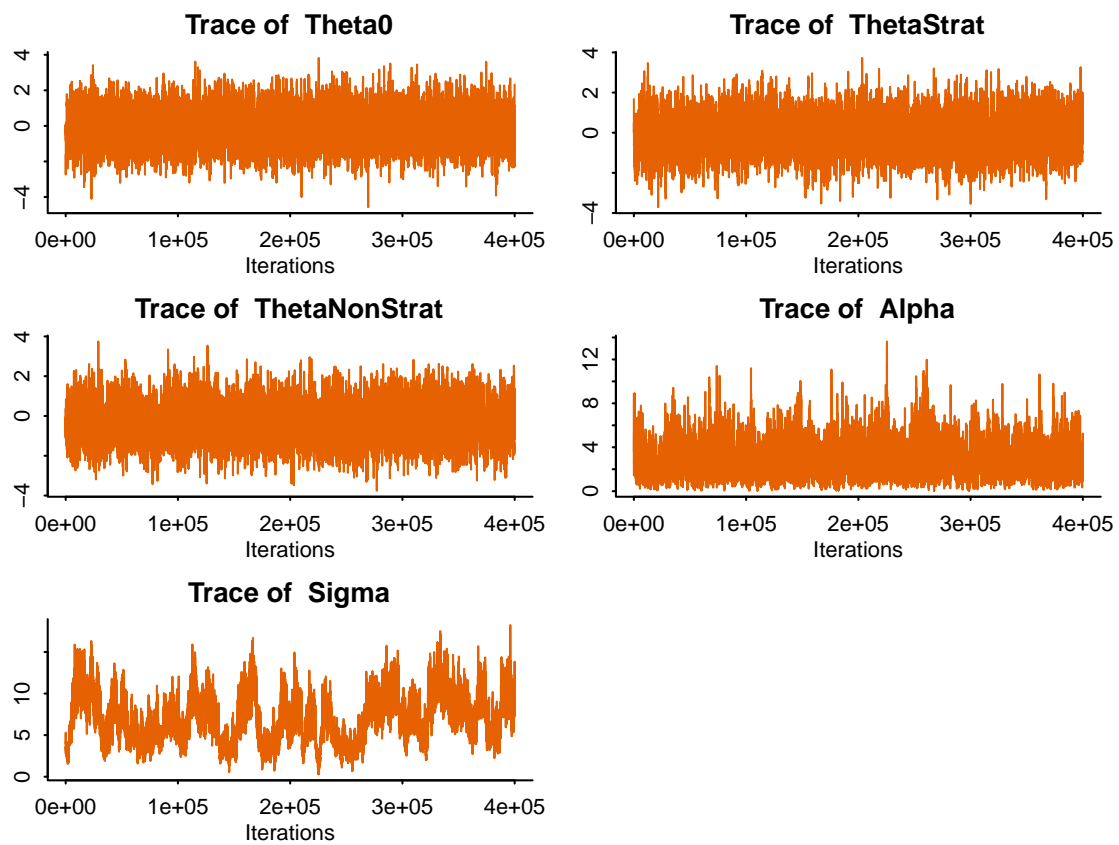 Trace of Theta0
4
2
0
−4
0e+00 1e+05 2e+05 3e+05 4e+05
Iterations
Trace of ThetaStrat
4
2
0
−4
0e+00 1e+05 2e+05 3e+05 4e+05
Iterations
Trace of ThetaNonStrat
4
2
0
−4
0e+00 1e+05 2e+05 3e+05 4e+05
Iterations
Trace of Alpha
12
8
4
0
0e+00 1e+05 2e+05 3e+05 4e+05
Iterations
Trace of Sigma
10
5
0
0e+00 1e+05 2e+05 3e+05 4e+05
Iterations